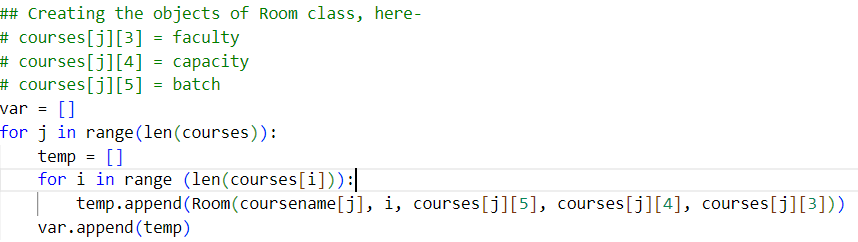 ## Creating the objects of Room class, here-
# courses[j][3] = faculty
# courses[j][4] = capacity
# courses[j][5] = batch
var = []
for j in range(len(courses)):
    temp = []
    for i in range (len(courses[i])):
        temp.append(Room(coursename[j], i, courses[j][5], courses[j][4], courses[j][3]))
    var.append(temp)